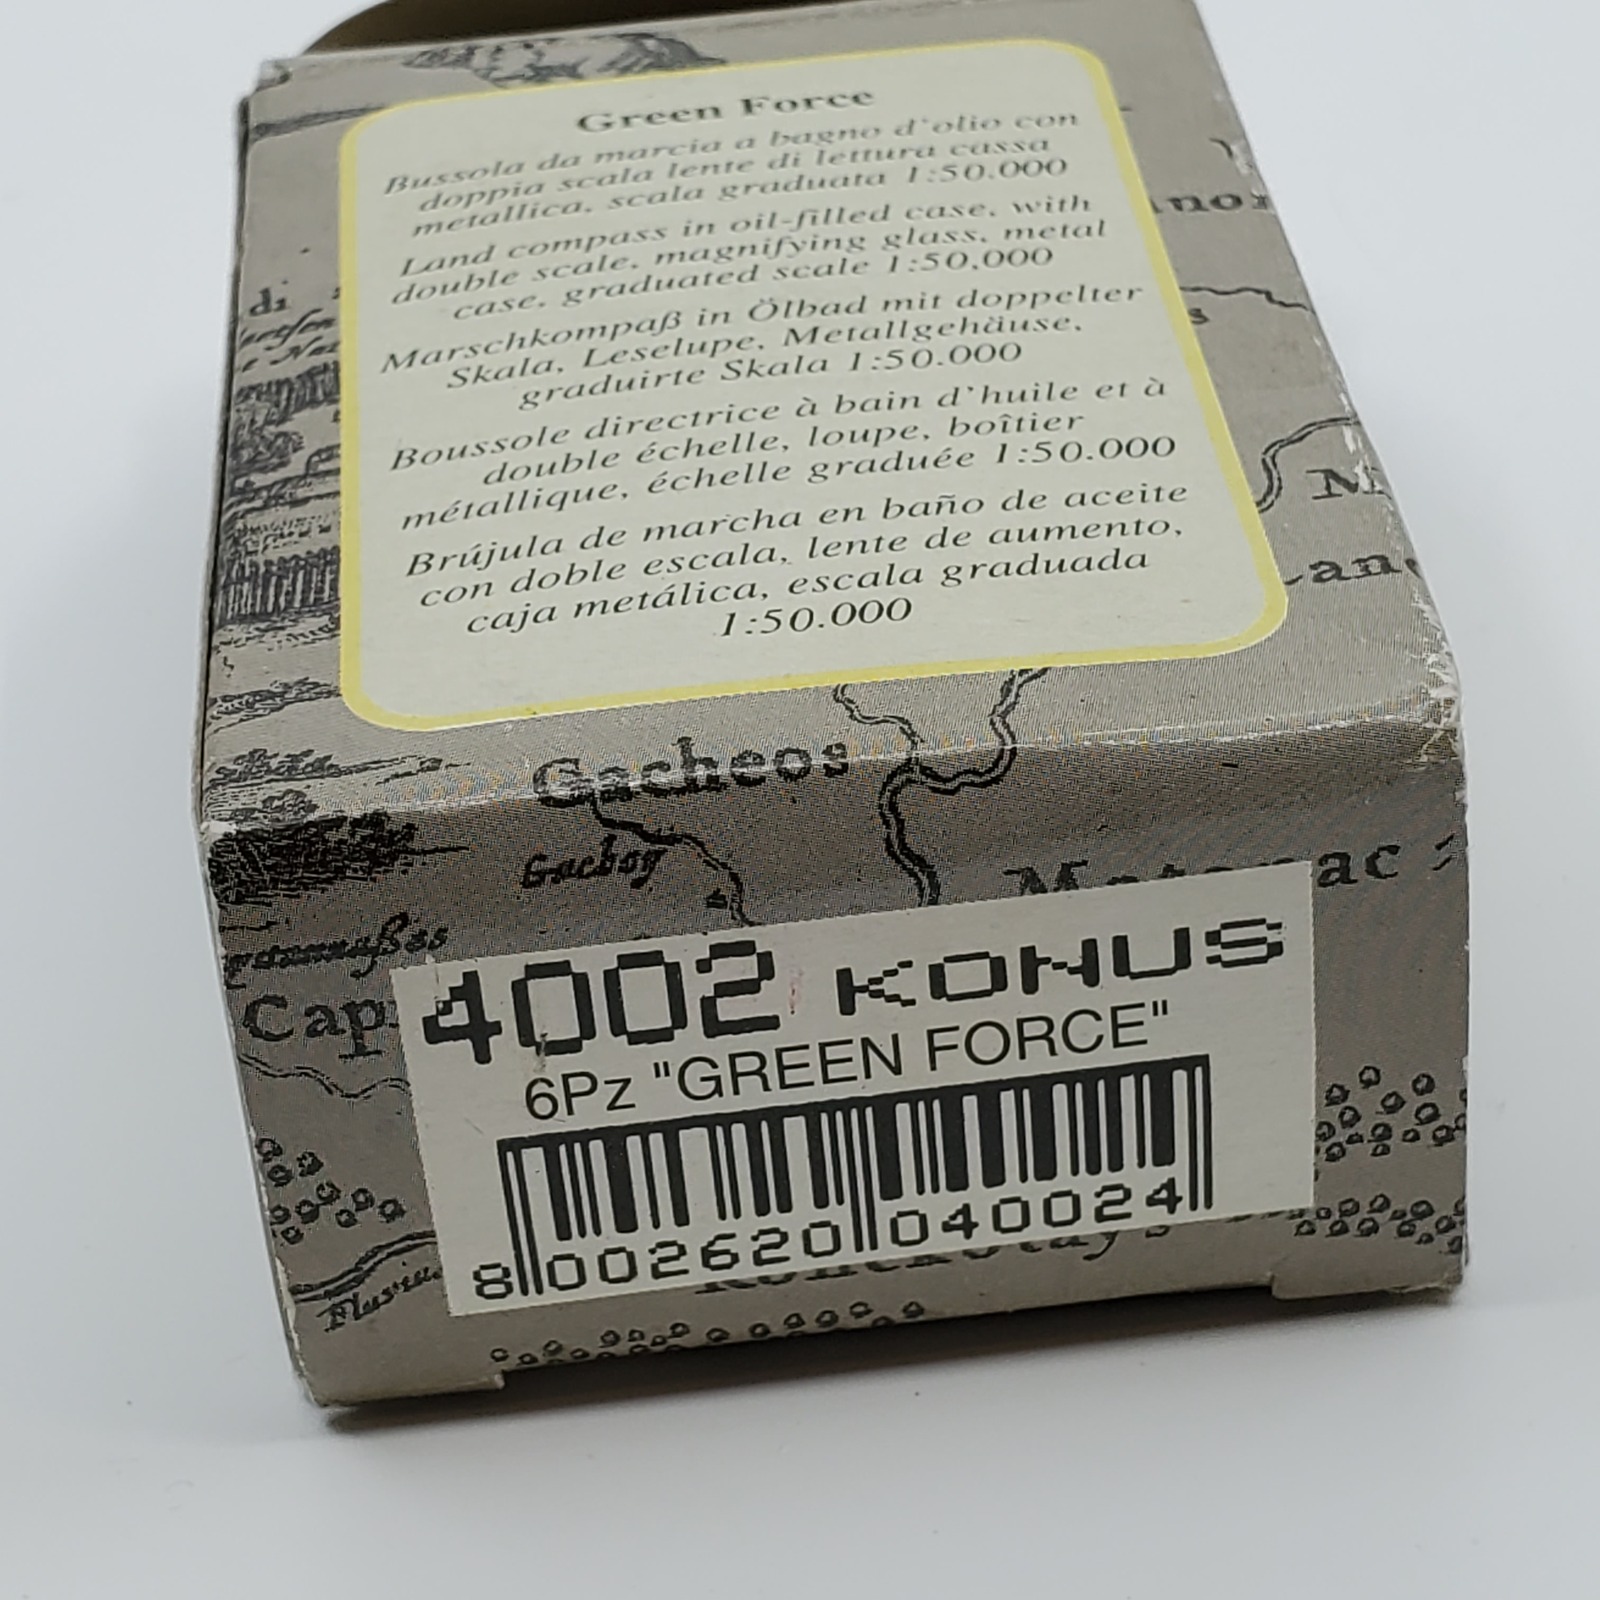 Green Force
Bussola da marcia a bagno d'olio con
doppia scala lente di lettura cassa
metallica, scala graduata 1:50.000
Land compass in oil-filled case, with
double scale, magnifying glass, metal
case, graduated scale 1:50.000
Marschkompaß in Ölbad mit doppelter
Skala, Leselupe, Metallgehäuse,
graduirte Skala 1:50.000
Boussole directrice à bain d'huile et à
double échelle, loupe, boîtier
métallique, échelle graduée 1:50.000
Brújula de marcha en baño de aceite
con doble escala, lente de aumento,
caja metálica, escala graduada
1:50.000
di
Gacheos
Gachoy
Cap
4002 KONUS
6Pz "GREEN FORCE"
8 002620 040024